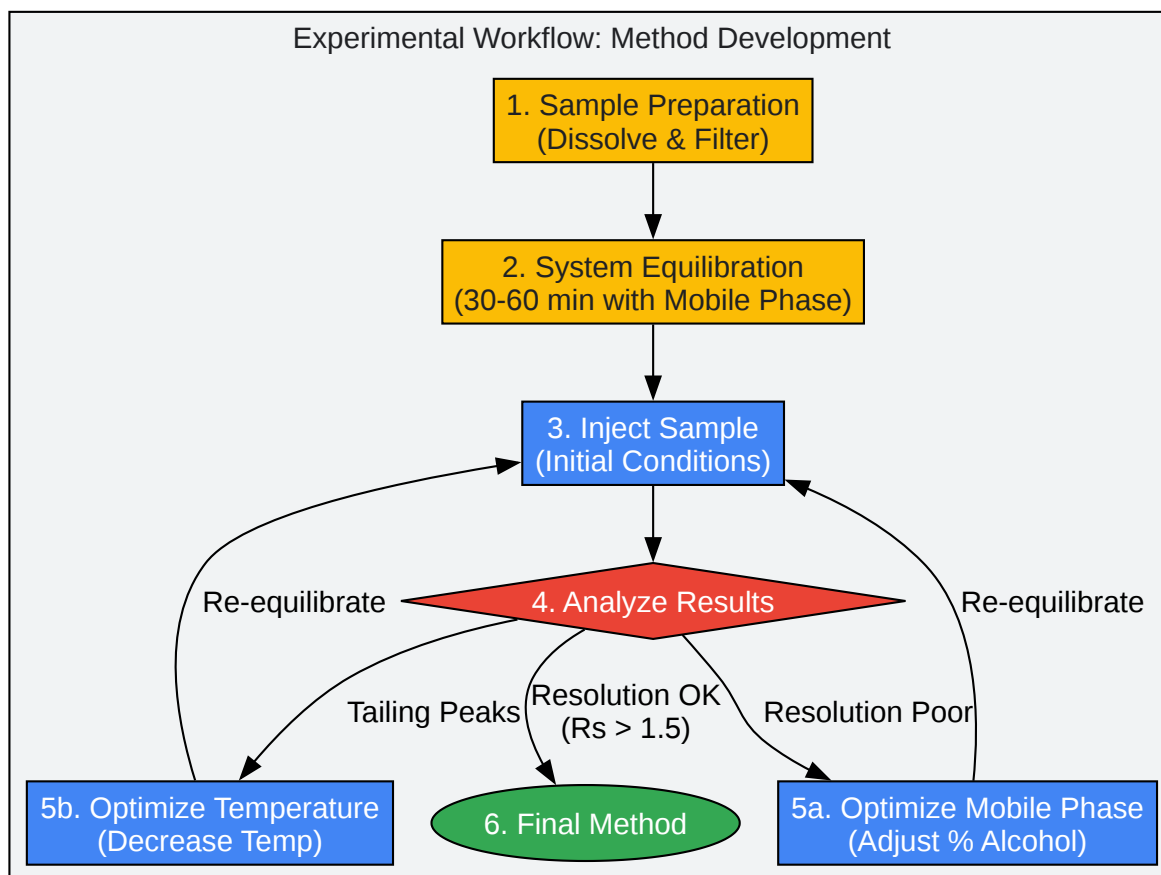 Experimental Workflow: Method Development
1. Sample Preparation
(Dissolve & Filter)
2. System Equilibration
(30-60 min with Mobile Phase)
3. Inject Sample
(Initial Conditions)
4. Analyze Results
Re-equilibrate
Re-equilibrate
Tailing Peaks
Resolution OK
(Rs > 1.5)
Resolution Poor
5b. Optimize Temperature
(Decrease Temp)
6. Final Method
5a. Optimize Mobile Phase
(Adjust % Alcohol)